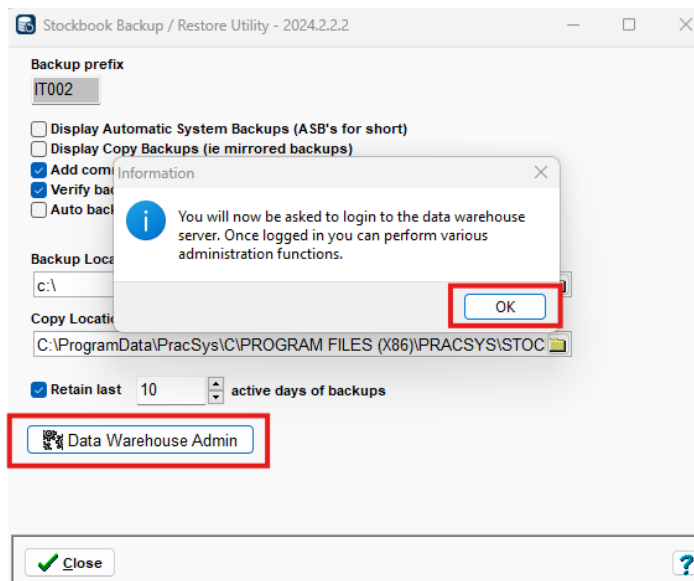 Stockbook Backup / Restore Utility - 2024.2.2.2
Backup prefix
IT002
Display Automatic System Backups (ASB's for short)
Display Copy Backups (ie mirrored backups)
Add com
Information
Verify ba
Auto back
You will now be asked to login to the data warehouse
server. Once logged in you can perform various
administration functions.
Backup Loca
c:\
OK
Copy Locati
C:\ProgramData\PracSys\C\PROGRAM FILES (X86)\PRACSYS\STOC
Retain last 10 active days of backups
Data Warehouse Admin
Close
?